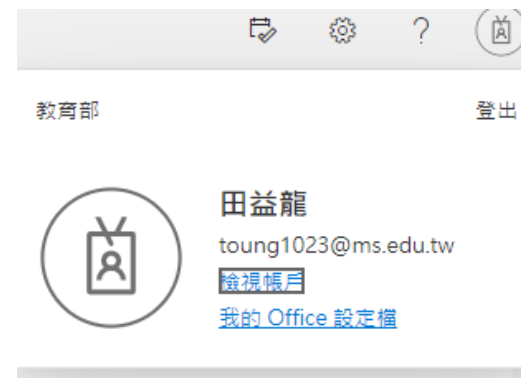 ?
教育部 登出
田益龍
toung1023@ms.edu.tw
檢視帳戶
我的 Office 設定檔